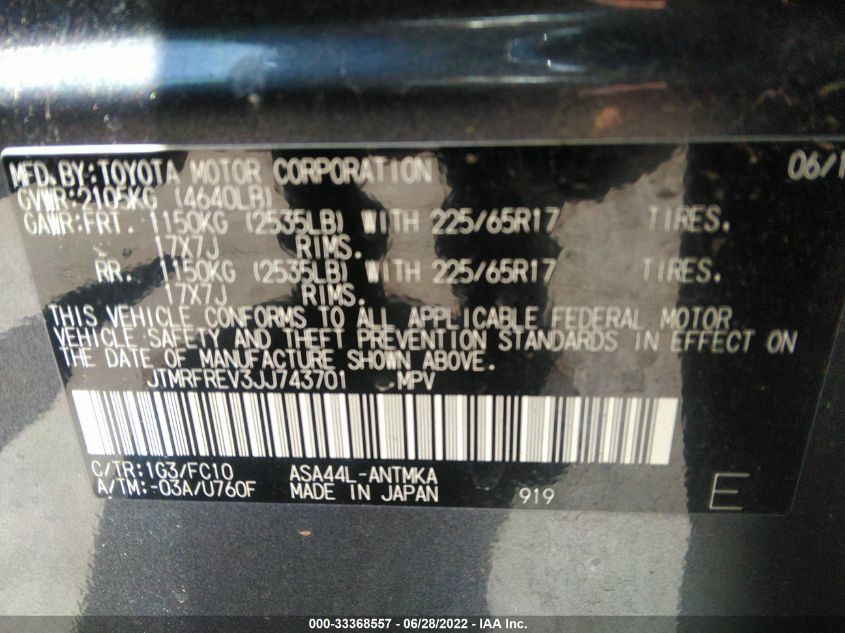 MFD.BY:TOYOTA MOTOR CORPORATION 06/1
GVWR:2105KG (4640LB)
GAWR:FRT. 1150KG (2535LB) WITH 225/65R17 TIRES.
17X7J RIMS.
RR. 1150KG (2535LB) WITH 225/65R17 TIRES.
17X7J RIMS.
THIS VEHICLE CONFORMS TO ALL APPLICABLE FEDERAL MOTOR
VEHICLE SAFETY AND THEFT PREVENTION STANDARDS IN EFFECT ON
THE DATE OF MANUFACTURE SHOWN ABOVE.
JTMRFREV3JJ743701 MPV
C/TR:1G3/FC10 ASA44L-ANTMKA
A/TM:-03A/U760F MADE IN JAPAN 919 E
000-33368557 - 06/28/2022 - IAA Inc.